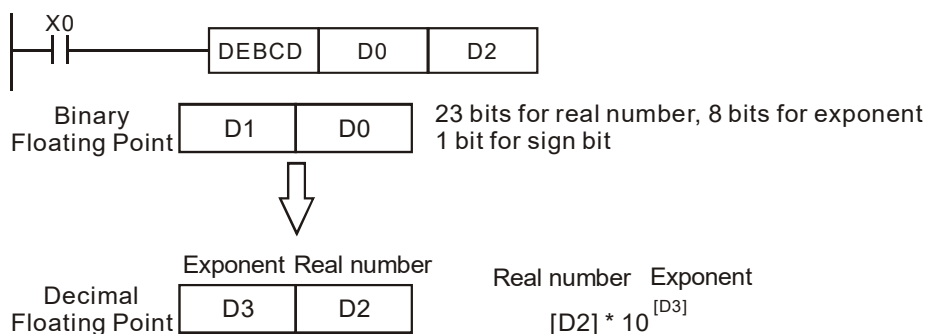 X0
DEBCD D0 D2
Binary
Floating Point
D1 D0
23 bits for real number, 8 bits for exponent
1 bit for sign bit
Exponent Real number
Decimal
Floating Point
D3 D2
Real number Exponent
[D2] * 10 [D3]